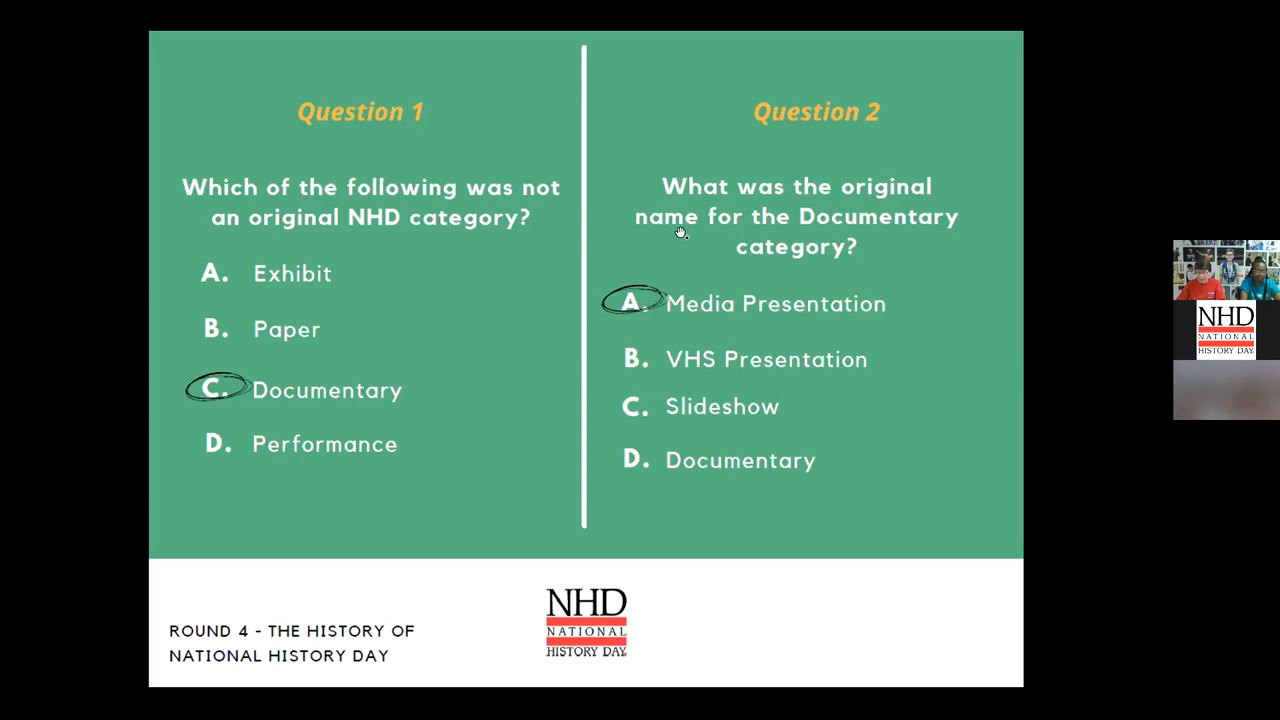 Question 1
Which of the following was not
an original NHD category?
A. Exhibit
B. Paper
C. Documentary
D. Performance
Question 2
What was the original
name for the Documentary
category?
A. Media Presentation
B. VHS Presentation
C. Slideshow
D. Documentary
ROUND 4 - THE HISTORY OF
NATIONAL HISTORY DAY
NHD
NATIONAL
HISTORY DAY
NHD
NATIONAL
HISTORY DAY